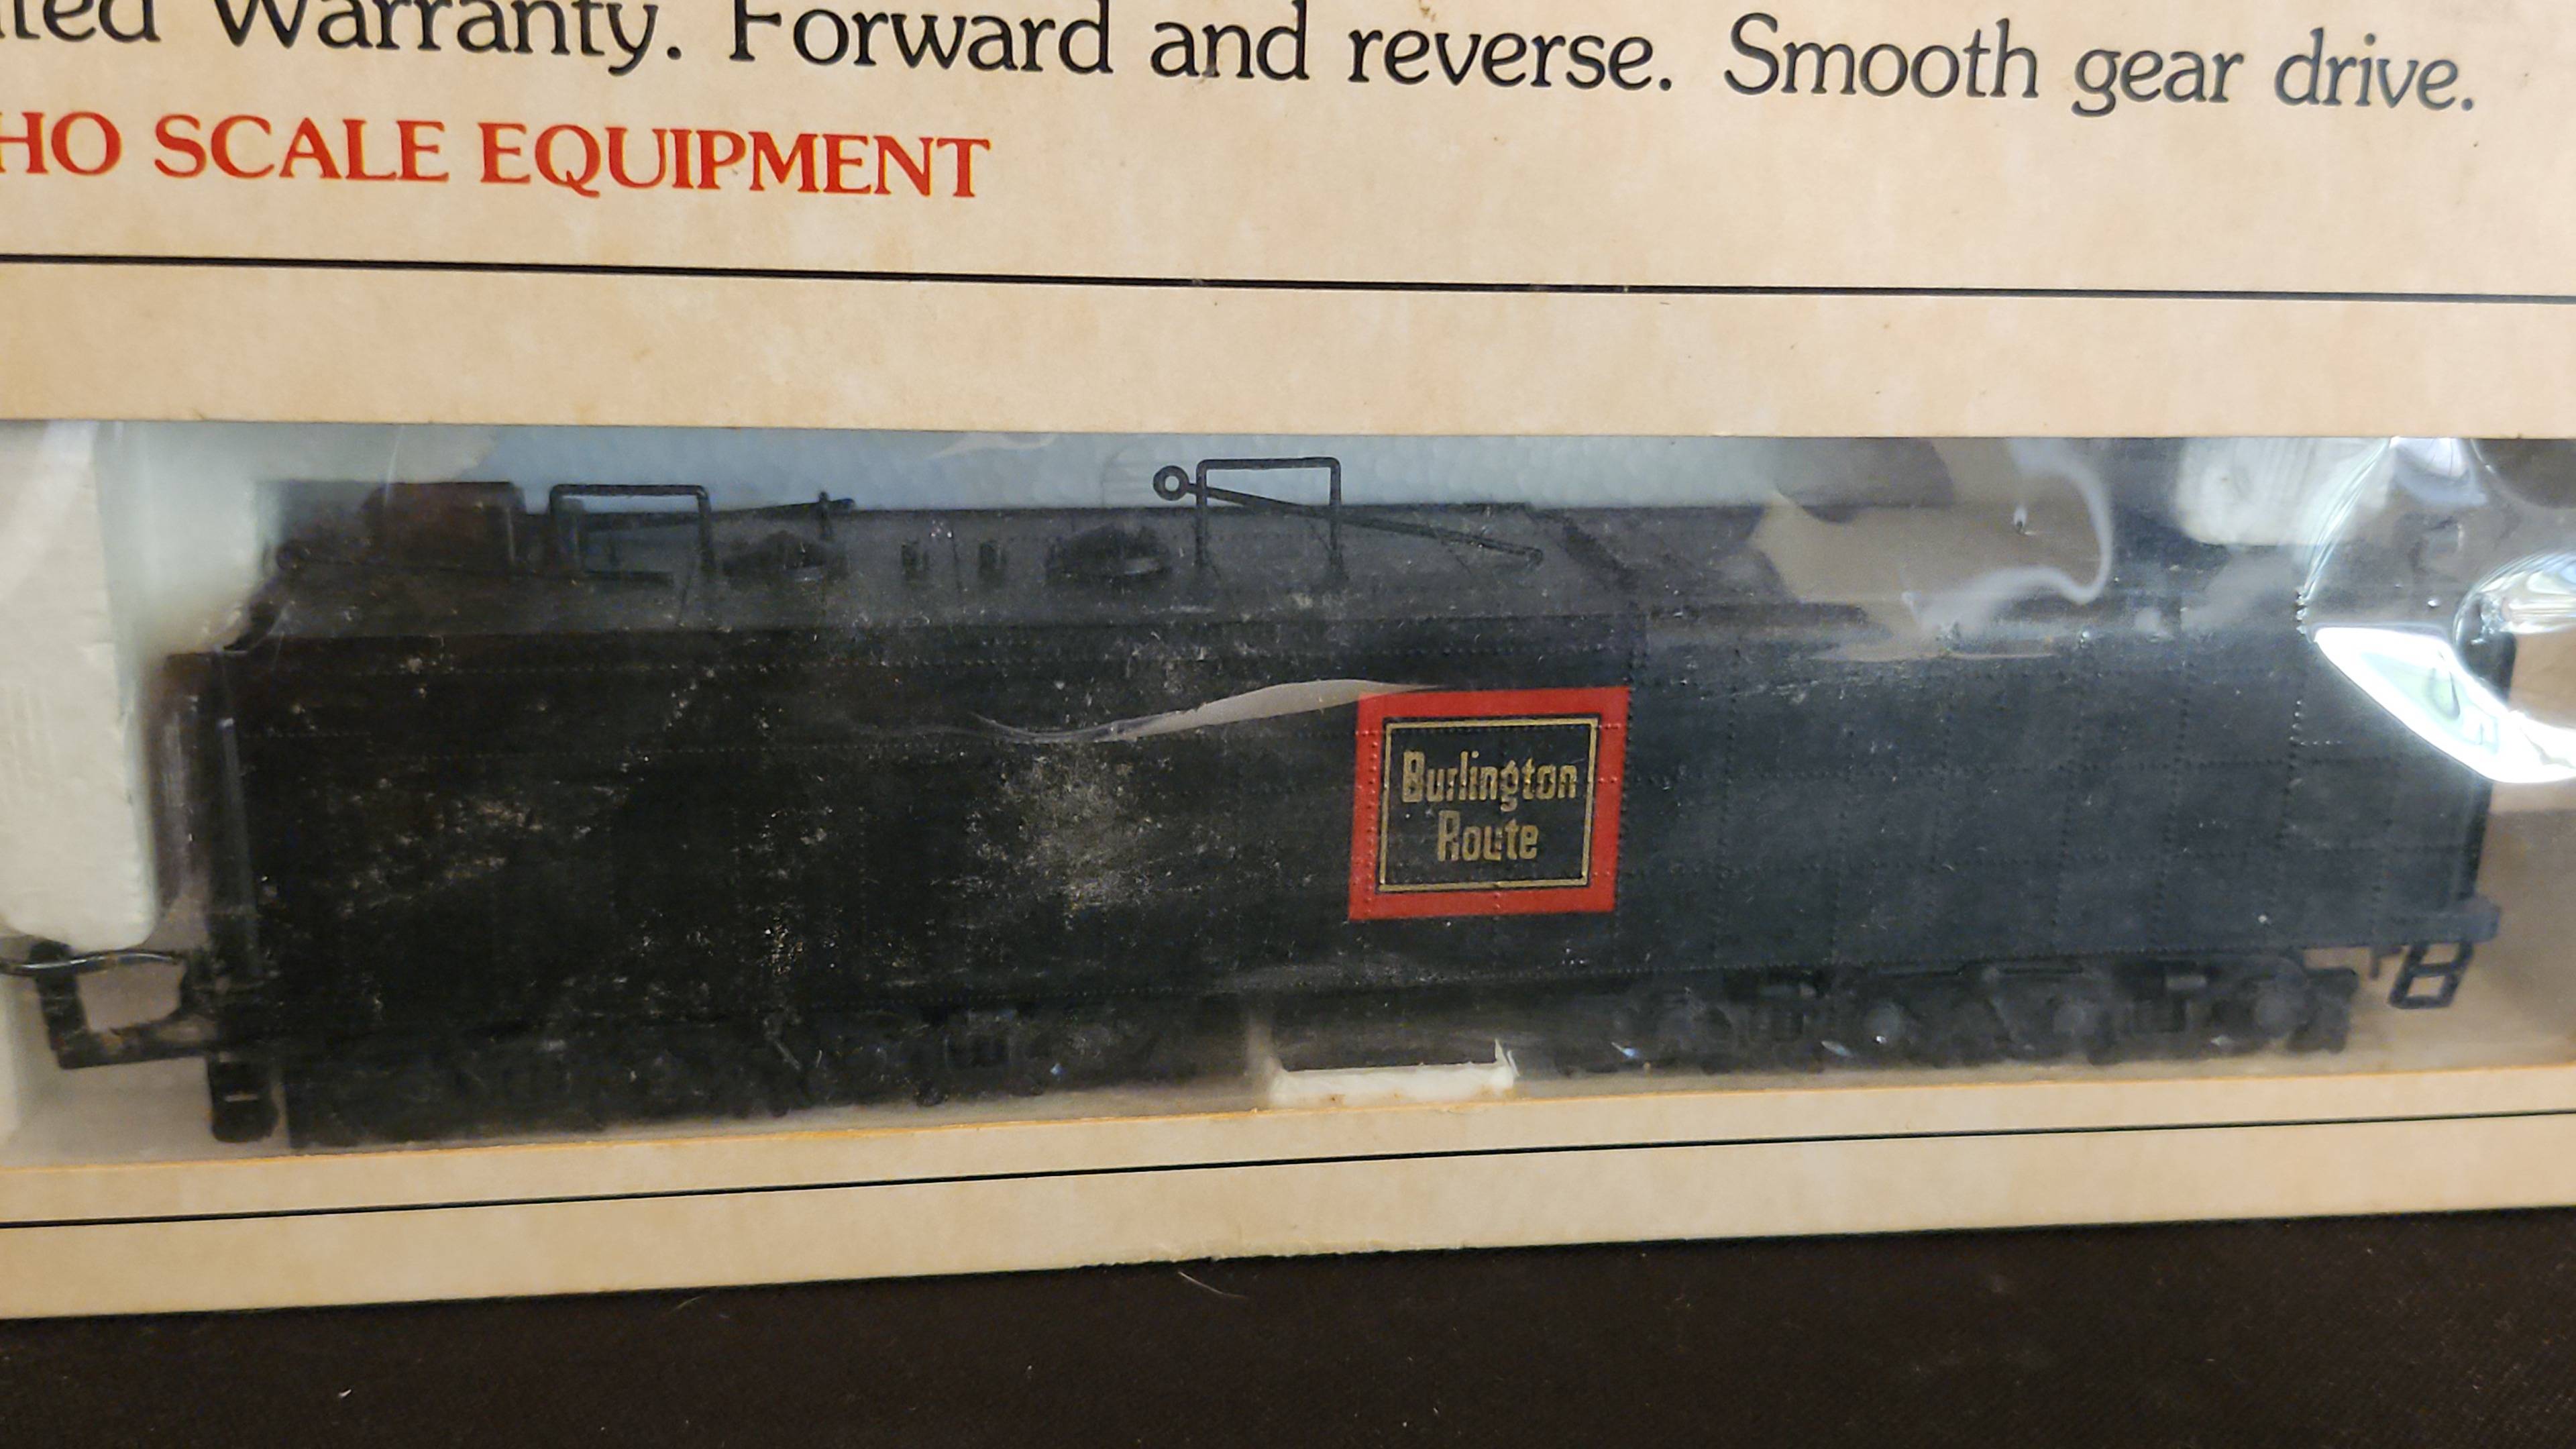 Warranty. Forward and reverse. Smooth gear drive.
HO SCALE EQUIPMENT
Burlington
Route